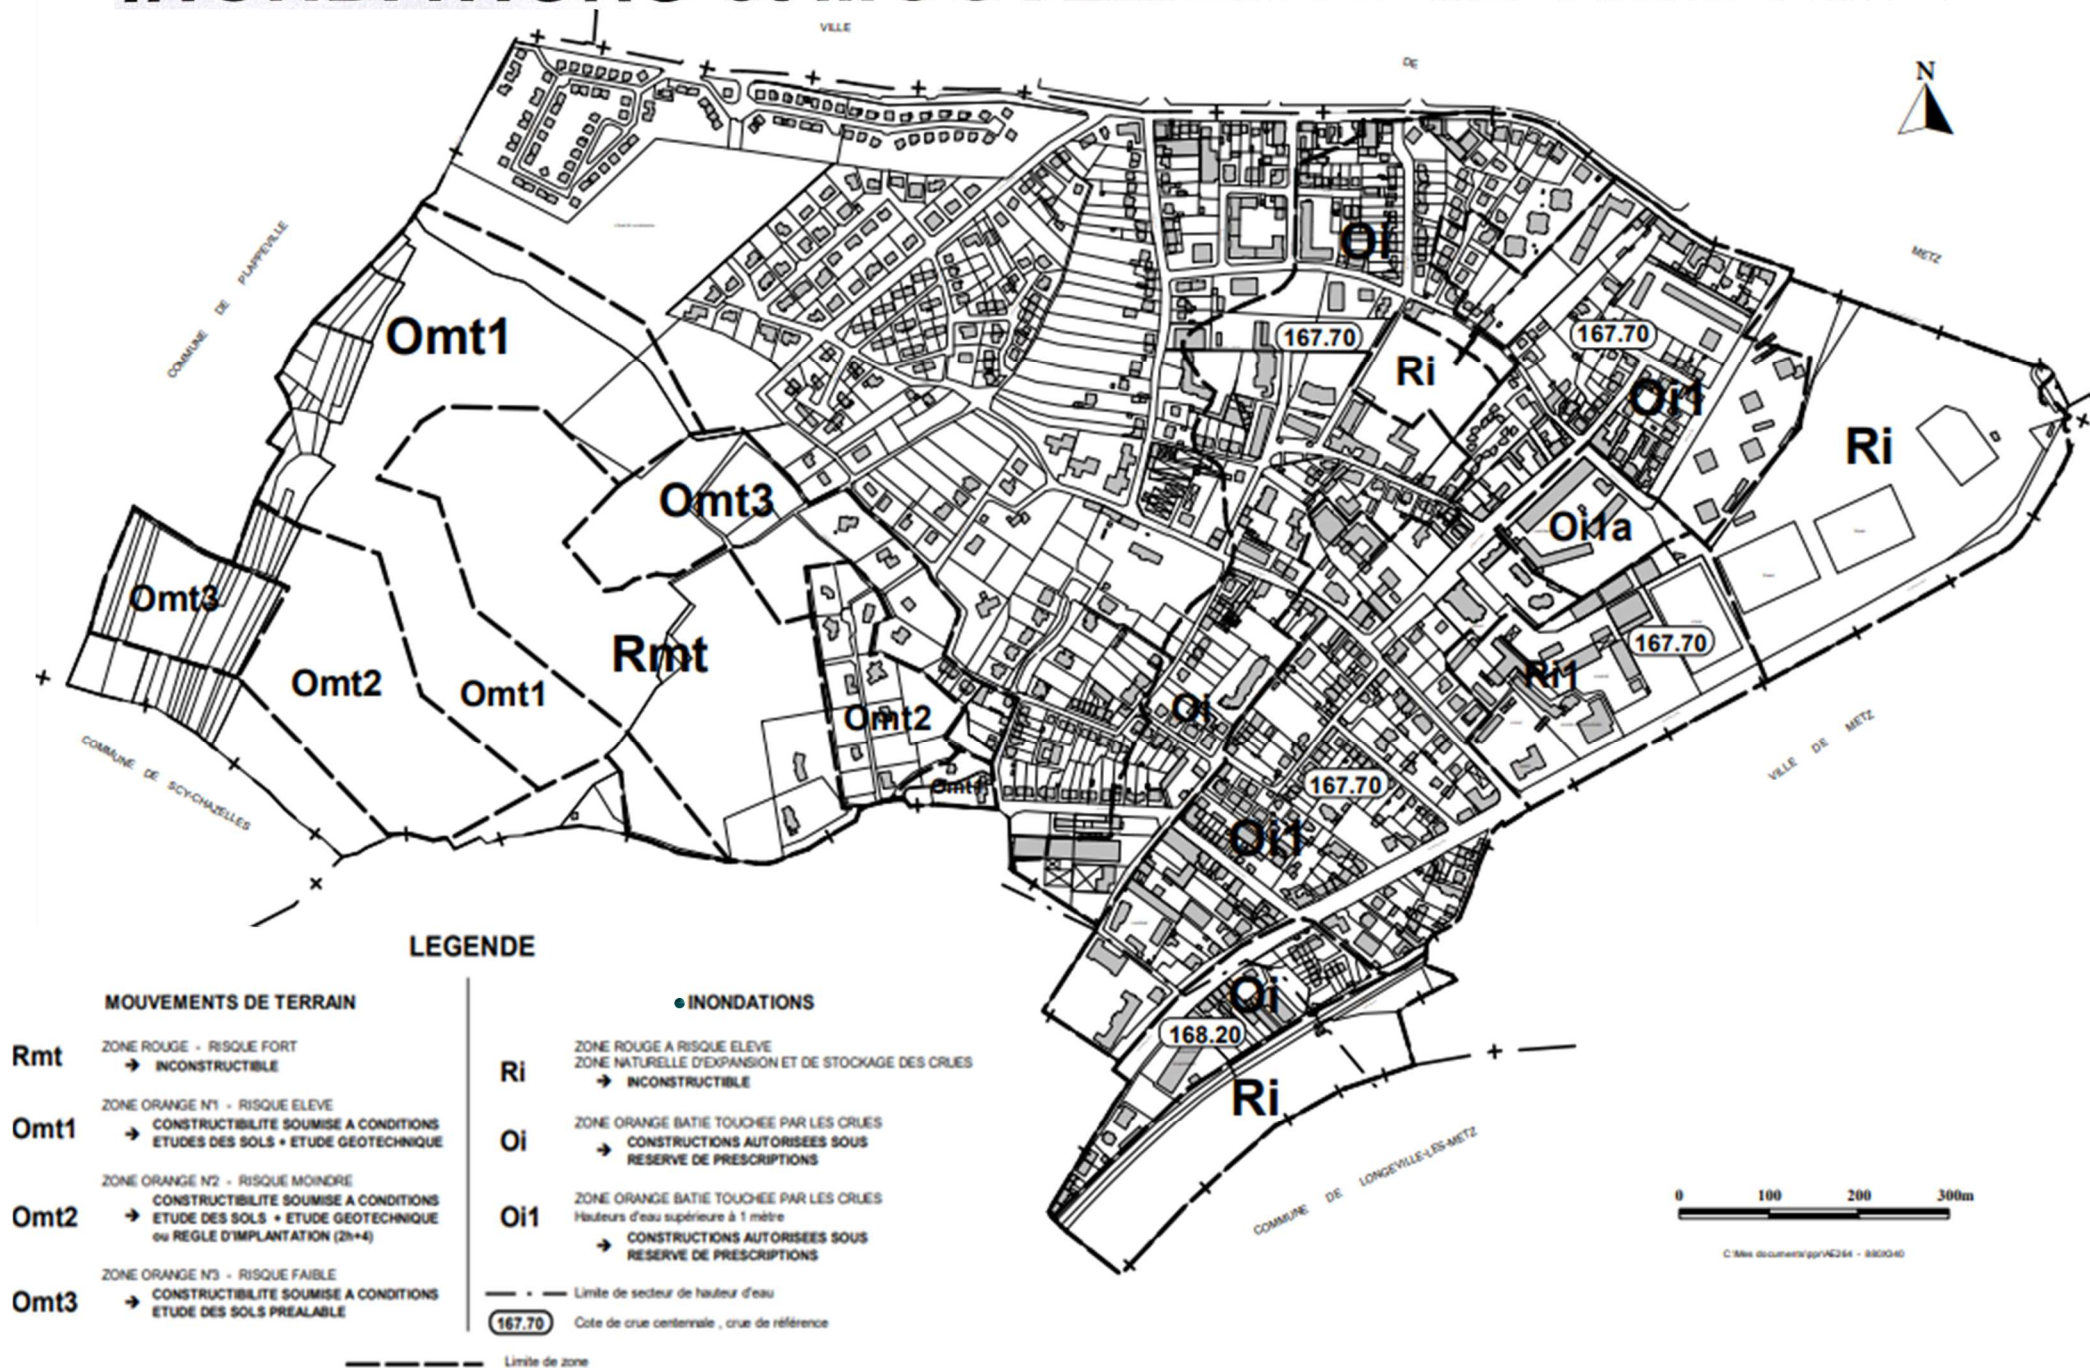 VILLE
DE
N
METZ
COMMUNE DE PLAPPEVILLE
Oi
Omt1
167.70
167.70
Ri
Oi1
Ri
Omt3
Oi1a
Omt3
167.70
Rmt
Ri1
Omt2
Omt1
Oi
Omt2
VILLE DE METZ
COMMUNE DE SCY-CHAZELLES
167.70
Oi1
Oi
168.20
Ri
COMMUNE DE LONGEVILLE-LES-METZ
LEGENDE
MOUVEMENTS DE TERRAIN
Rmt
ZONE ROUGE - RISQUE FORT
➔ INCONSTRUCTIBLE
Omt1
ZONE ORANGE N°1 - RISQUE ELEVE
➔ CONSTRUCTIBILITE SOUMISE A CONDITIONS
ETUDES DES SOLS + ETUDE GEOTECHNIQUE
Omt2
ZONE ORANGE N°2 - RISQUE MOINDRE
➔ CONSTRUCTIBILITE SOUMISE A CONDITIONS
ETUDE DES SOLS + ETUDE GEOTECHNIQUE
ou REGLE D'IMPLANTATION (2h+4)
Omt3
ZONE ORANGE N°3 - RISQUE FAIBLE
➔ CONSTRUCTIBILITE SOUMISE A CONDITIONS
ETUDE DES SOLS PREALABLE
INONDATIONS
Ri
ZONE ROUGE A RISQUE ELEVE
ZONE NATURELLE D'EXPANSION ET DE STOCKAGE DES CRUES
➔ INCONSTRUCTIBLE
Oi
ZONE ORANGE BATIE TOUCHEE PAR LES CRUES
➔ CONSTRUCTIONS AUTORISEES SOUS
RESERVE DE PRESCRIPTIONS
Oi1
ZONE ORANGE BATIE TOUCHEE PAR LES CRUES
Hauteurs d'eau supérieure à 1 mètre
➔ CONSTRUCTIONS AUTORISEES SOUS
RESERVE DE PRESCRIPTIONS
Limite de secteur de hauteur d'eau
167.70 Cote de crue centennale , crue de référence
Limite de zone
0 100 200 300m